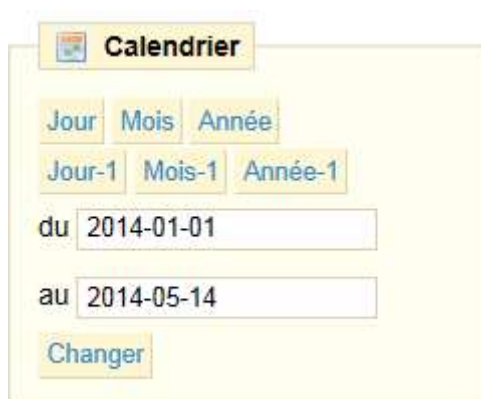 Calendrier
Jour Mois Année
Jour-1 Mois-1 Année-1
du 2014-01-01
au 2014-05-14
Changer